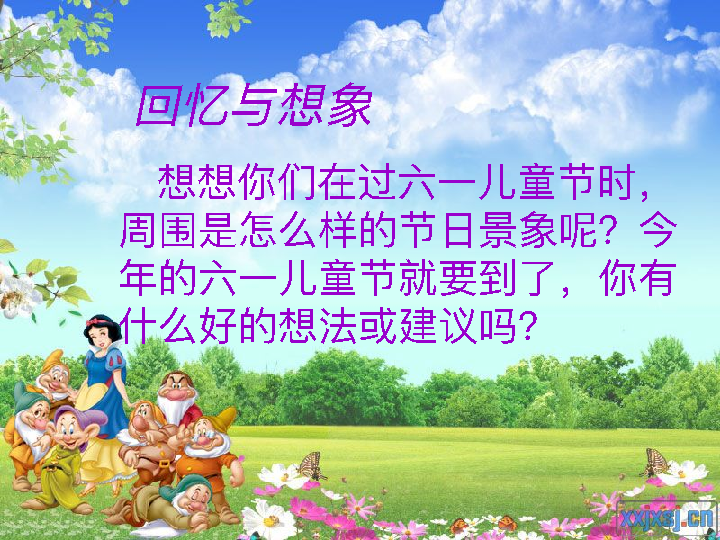 回忆与想象
想想你们在过六一儿童节时，
周围是怎么样的节日景象呢？今
年的六一儿童节就要到了，你有
什么好的想法或建议吗？
xxjxsj.cn